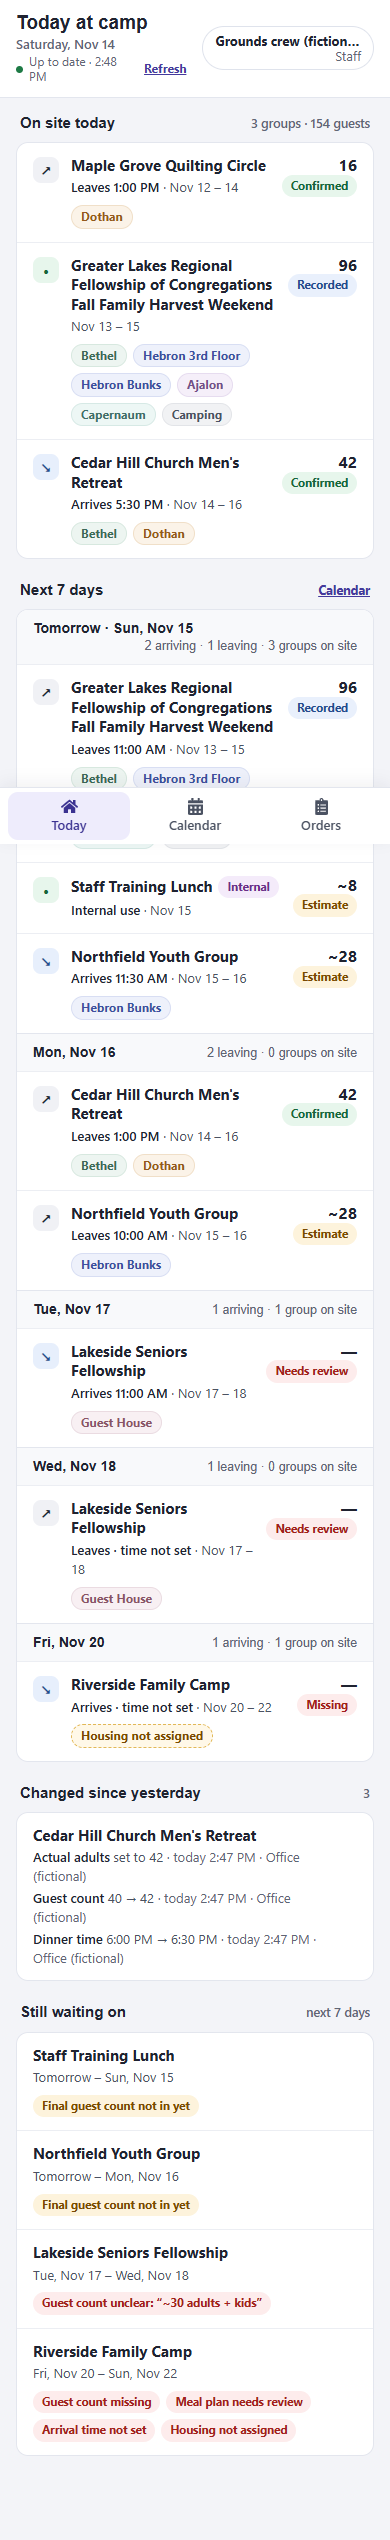 Today at camp
Saturday, Nov 14
Up to date · 2:48
PM
Refresh
Grounds crew (fiction...
Staff
On site today
3 groups · 154 guests
↗
Maple Grove Quilting Circle
16
Leaves 1:00 PM · Nov 12 – 14
Confirmed
Dothan
Greater Lakes Regional
Fellowship of Congregations
Fall Family Harvest Weekend
96
Recorded
Nov 13 – 15
Bethel
Hebron 3rd Floor
Hebron Bunks
Ajalon
Capernaum
Camping
↘
Cedar Hill Church Men's
Retreat
42
Confirmed
Arrives 5:30 PM · Nov 14 – 16
Bethel
Dothan
Next 7 days
Calendar
Tomorrow · Sun, Nov 15
2 arriving · 1 leaving · 3 groups on site
↗
Greater Lakes Regional
Fellowship of Congregations
Fall Family Harvest Weekend
96
Recorded
Leaves 11:00 AM · Nov 13 – 15
Bethel
Hebron 3rd Floor
Today
Calendar
Orders
Staff Training Lunch
Internal
~8
Estimate
Internal use · Nov 15
↘
Northfield Youth Group
~28
Estimate
Arrives 11:30 AM · Nov 15 – 16
Hebron Bunks
Mon, Nov 16
2 leaving · 0 groups on site
↗
Cedar Hill Church Men's
Retreat
42
Confirmed
Leaves 1:00 PM · Nov 14 – 16
Bethel
Dothan
↗
Northfield Youth Group
~28
Estimate
Leaves 10:00 AM · Nov 15 – 16
Hebron Bunks
Tue, Nov 17
1 arriving · 1 group on site
↘
Lakeside Seniors
Fellowship
—
Needs review
Arrives 11:00 AM · Nov 17 – 18
Guest House
Wed, Nov 18
1 leaving · 0 groups on site
↗
Lakeside Seniors
Fellowship
—
Needs review
Leaves · time not set · Nov 17 –
18
Guest House
Fri, Nov 20
1 arriving · 1 group on site
↘
Riverside Family Camp
—
Missing
Arrives · time not set · Nov 20 – 22
Housing not assigned
Changed since yesterday
3
Cedar Hill Church Men's Retreat
Actual adults set to 42 · today 2:47 PM · Office
(fictional)
Guest count 40 → 42 · today 2:47 PM · Office
(fictional)
Dinner time 6:00 PM → 6:30 PM · today 2:47 PM ·
Office (fictional)
Still waiting on
next 7 days
Staff Training Lunch
Tomorrow – Sun, Nov 15
Final guest count not in yet
Northfield Youth Group
Tomorrow – Mon, Nov 16
Final guest count not in yet
Lakeside Seniors Fellowship
Tue, Nov 17 – Wed, Nov 18
Guest count unclear: “~30 adults + kids”
Riverside Family Camp
Fri, Nov 20 – Sun, Nov 22
Guest count missing
Meal plan needs review
Arrival time not set
Housing not assigned